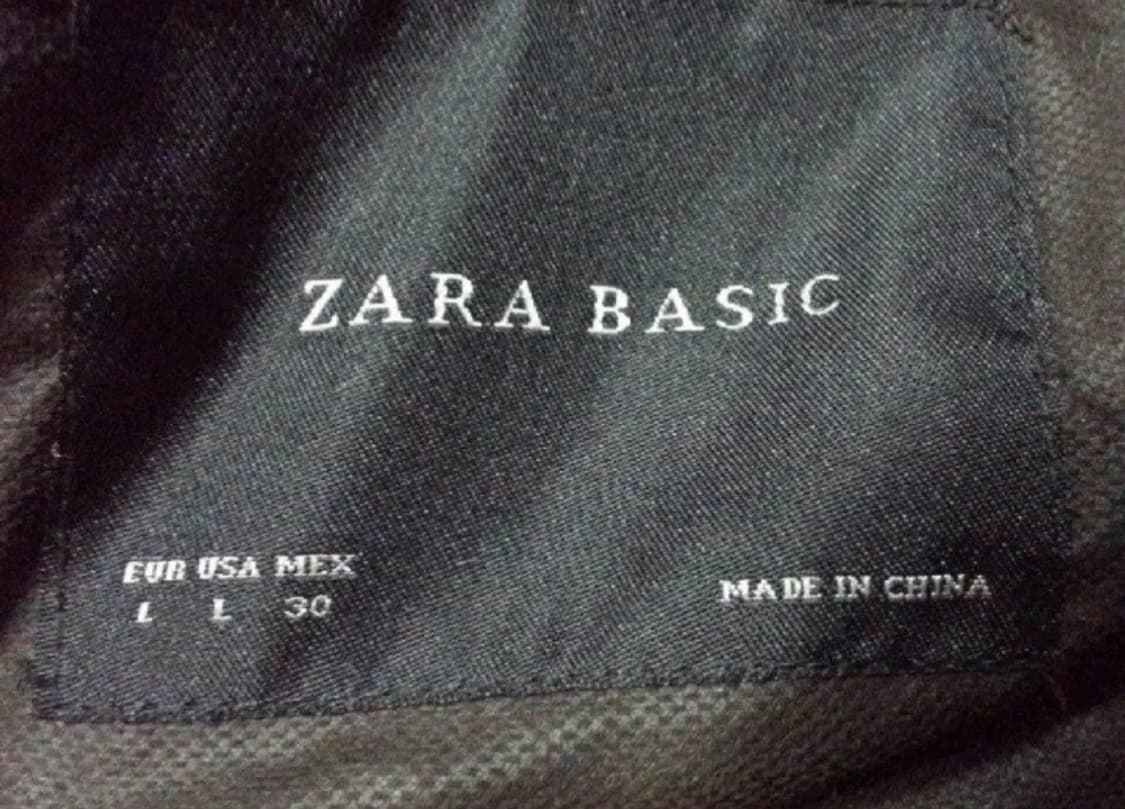 ZARA BASIC
EUR USA MEX
L L 30
MADE IN CHINA